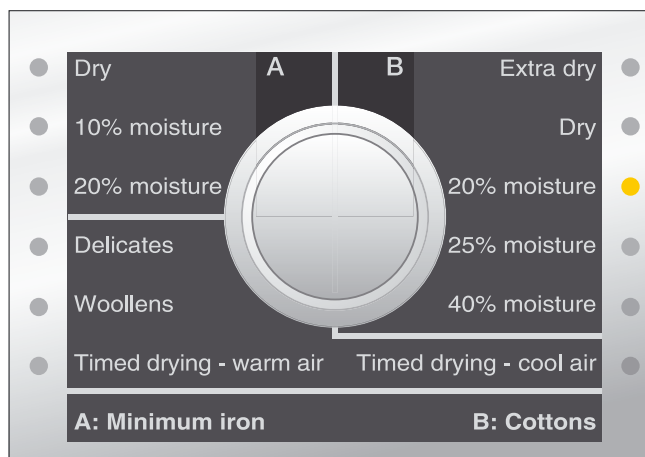 A B
Dry Extra dry
10% moisture Dry
20% moisture 20% moisture
Delicates 25% moisture
Woollens 40% moisture
Timed drying - warm air Timed drying - cool air
A: Minimum iron B: Cottons